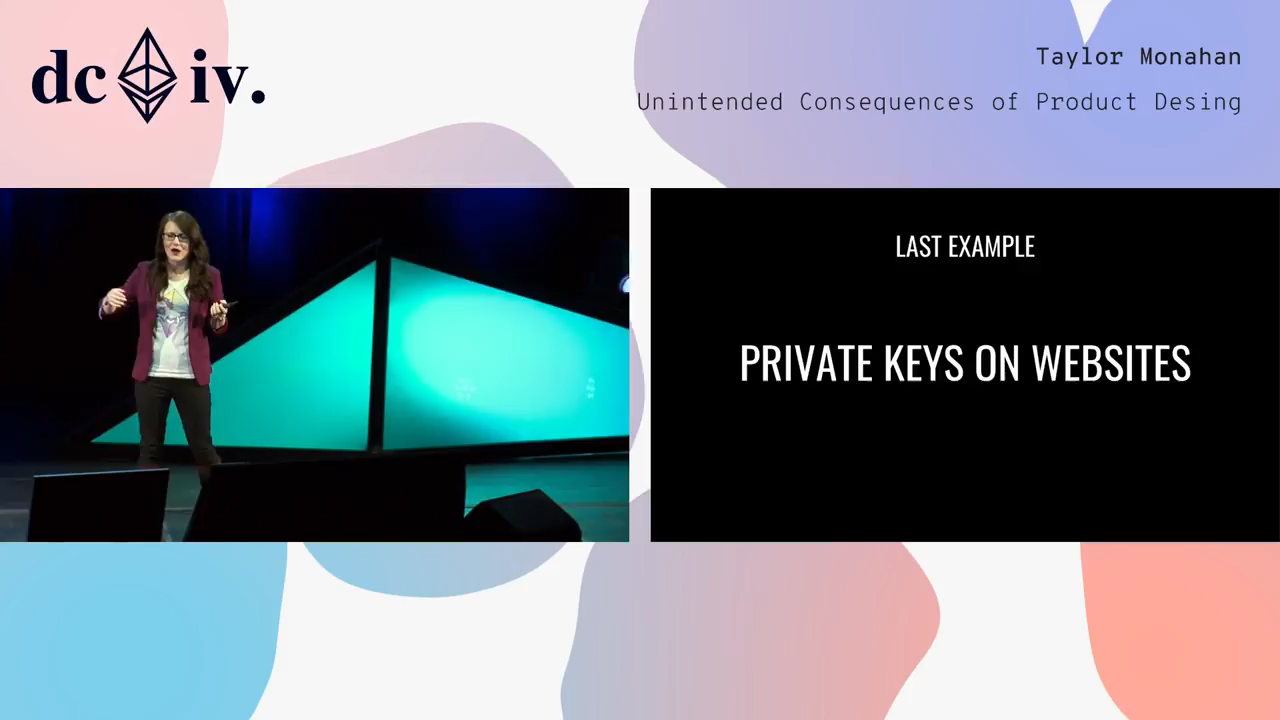 dc iv.
Taylor Monahan
Unintended Consequences of Product Desing
LAST EXAMPLE
PRIVATE KEYS ON WEBSITES